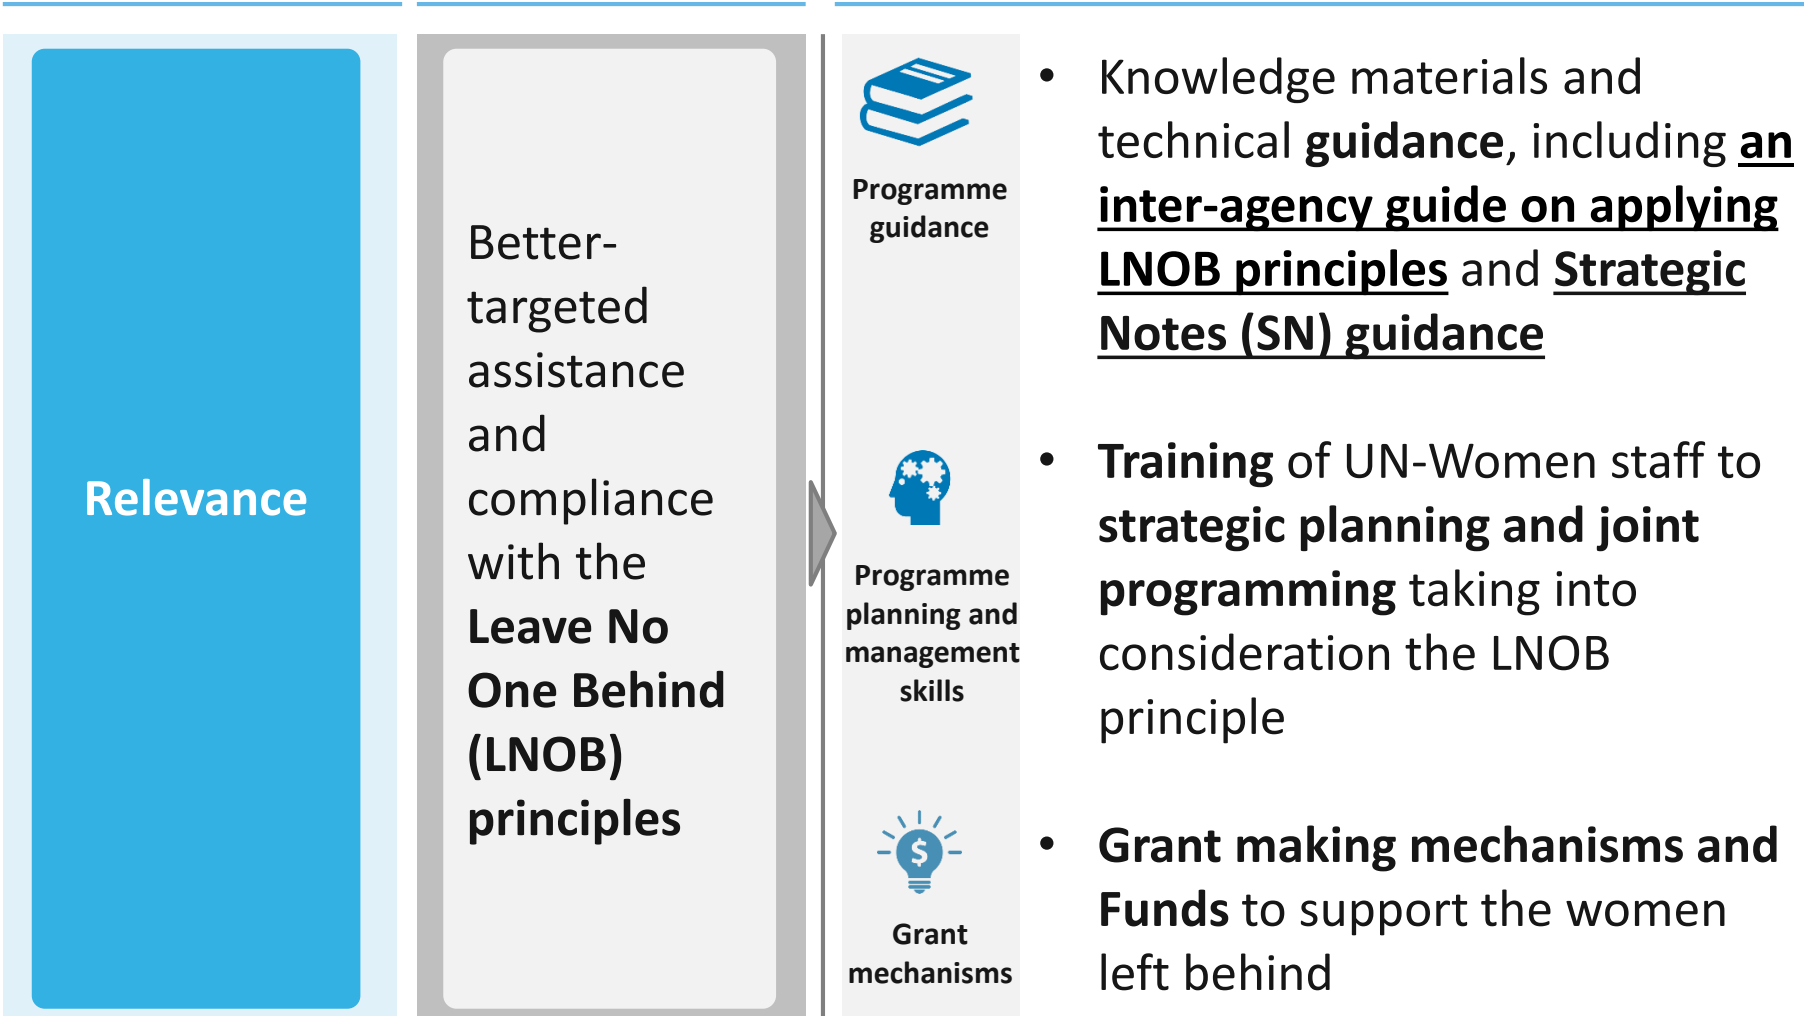 Relevance
Better-
targeted
assistance
and
compliance
with the
Leave No
One Behind
(LNOB)
principles
Programme
guidance
• Knowledge materials and
technical guidance, including an
inter-agency guide on applying
LNOB principles and Strategic
Notes (SN) guidance
Programme
planning and
management
skills
• Training of UN-Women staff to
strategic planning and joint
programming taking into
consideration the LNOB
principle
$
Grant
mechanisms
• Grant making mechanisms and
Funds to support the women
left behind